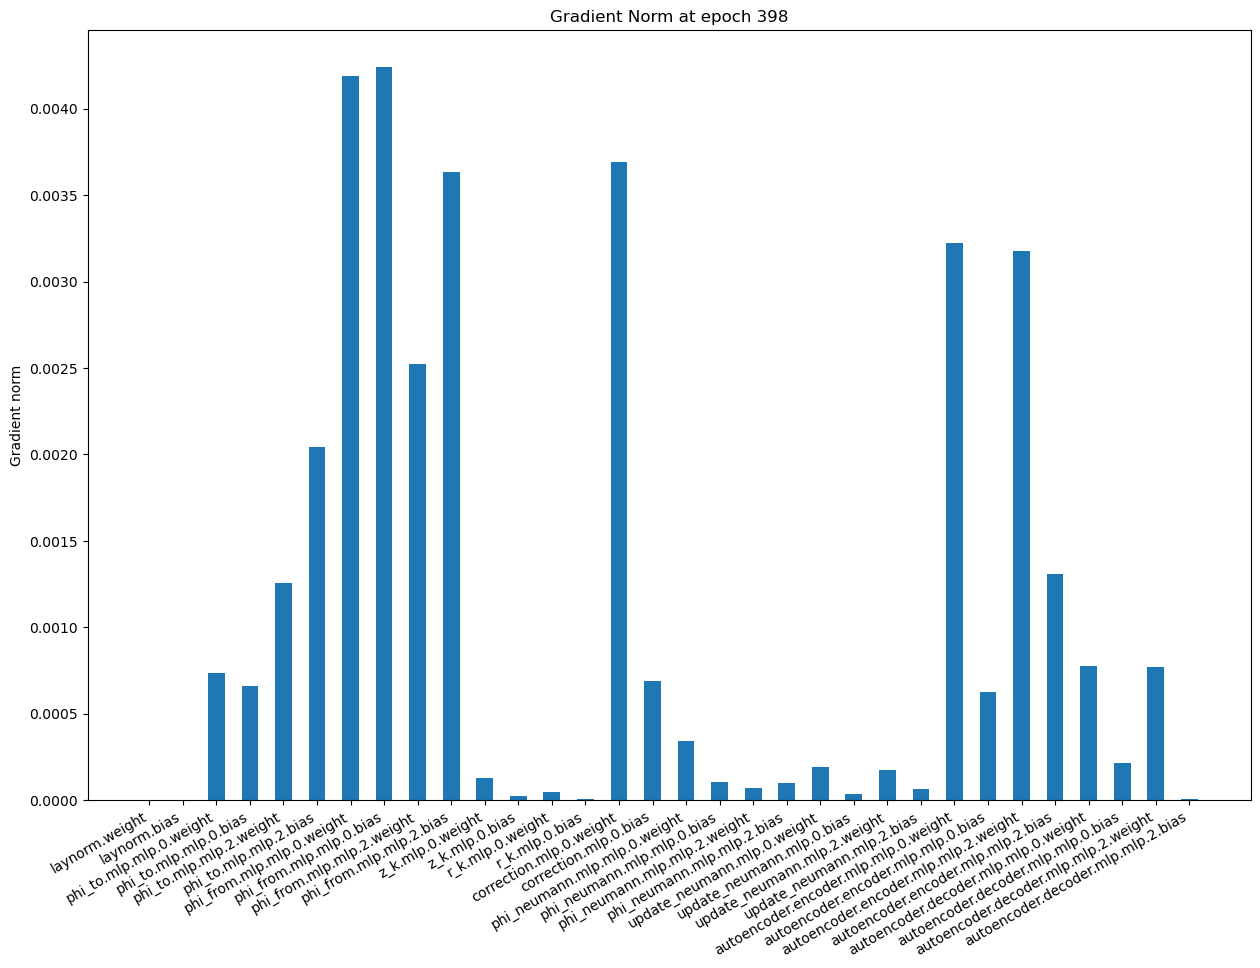 Gradient Norm at epoch 398
Gradient norm
0.0040
0.0035
0.0030
0.0025
0.0020
0.0015
0.0010
0.0005
0.0000
laynorm.weight
laynorm.bias
phi_to.mlp.mlp.0.weight
phi_to.mlp.mlp.0.bias
phi_to.mlp.mlp.2.weight
phi_to.mlp.mlp.2.bias
phi_from.mlp.mlp.0.weight
phi_from.mlp.mlp.0.bias
phi_from.mlp.mlp.2.weight
phi_from.mlp.mlp.2.bias
z_k.mlp.0.weight
z_k.mlp.0.bias
r_k.mlp.0.weight
r_k.mlp.0.bias
correction.mlp.0.weight
correction.mlp.0.bias
phi_neumann.mlp.mlp.0.weight
phi_neumann.mlp.mlp.0.bias
phi_neumann.mlp.mlp.2.weight
phi_neumann.mlp.mlp.2.bias
update_neumann.mlp.0.weight
update_neumann.mlp.0.bias
update_neumann.mlp.2.weight
update_neumann.mlp.2.bias
autoencoder.encoder.mlp.mlp.0.weight
autoencoder.encoder.mlp.mlp.0.bias
autoencoder.encoder.mlp.mlp.2.weight
autoencoder.encoder.mlp.mlp.2.bias
autoencoder.decoder.mlp.mlp.0.weight
autoencoder.decoder.mlp.mlp.0.bias
autoencoder.decoder.mlp.mlp.2.weight
autoencoder.decoder.mlp.mlp.2.bias